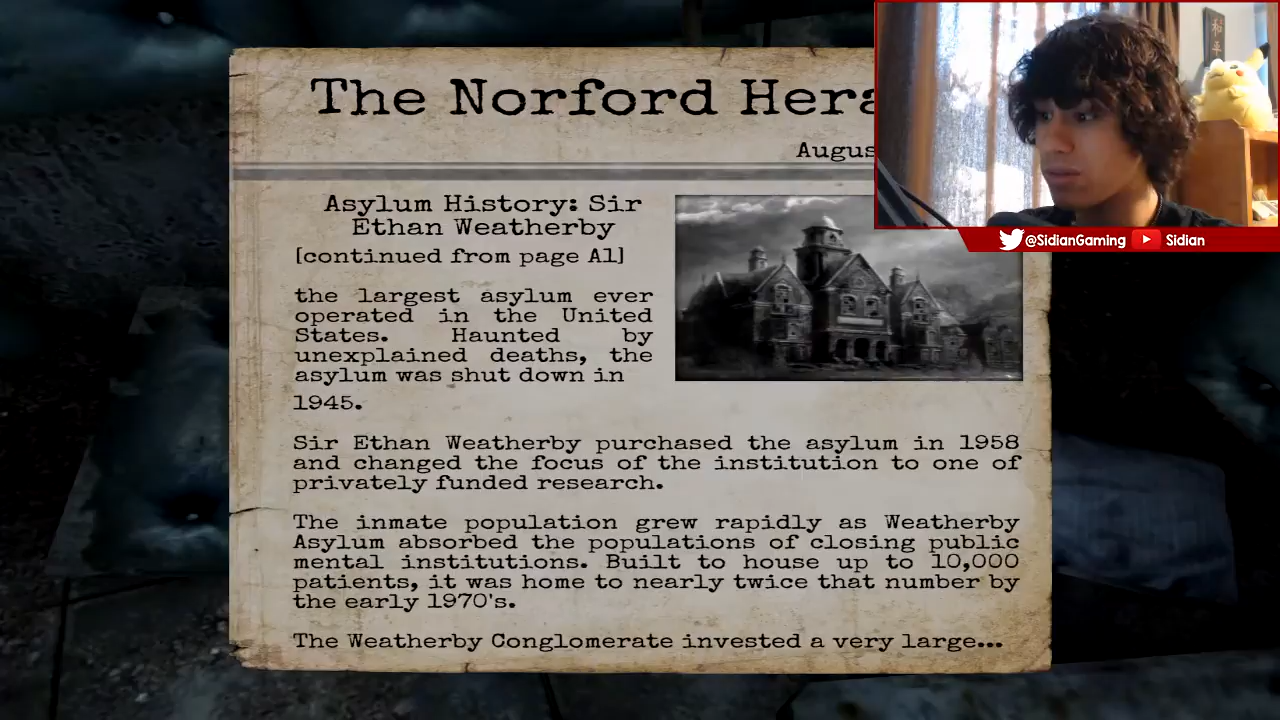 The Norford Hera
Augus
Asylum History: Sir
Ethan Weatherby
[continued from page A1]
the largest asylum ever
operated in the United
States. Haunted by
unexplained deaths, the
asylum was shut down in
1945.
Sir Ethan Weatherby purchased the asylum in 1958
and changed the focus of the institution to one of
privately funded research.
The inmate population grew rapidly as Weatherby
Asylum absorbed the populations of closing public
mental institutions. Built to house up to 10,000
patients, it was home to nearly twice that number by
the early 1970's.
The Weatherby Conglomerate invested a very large...
和平
@SidianGaming Sidian